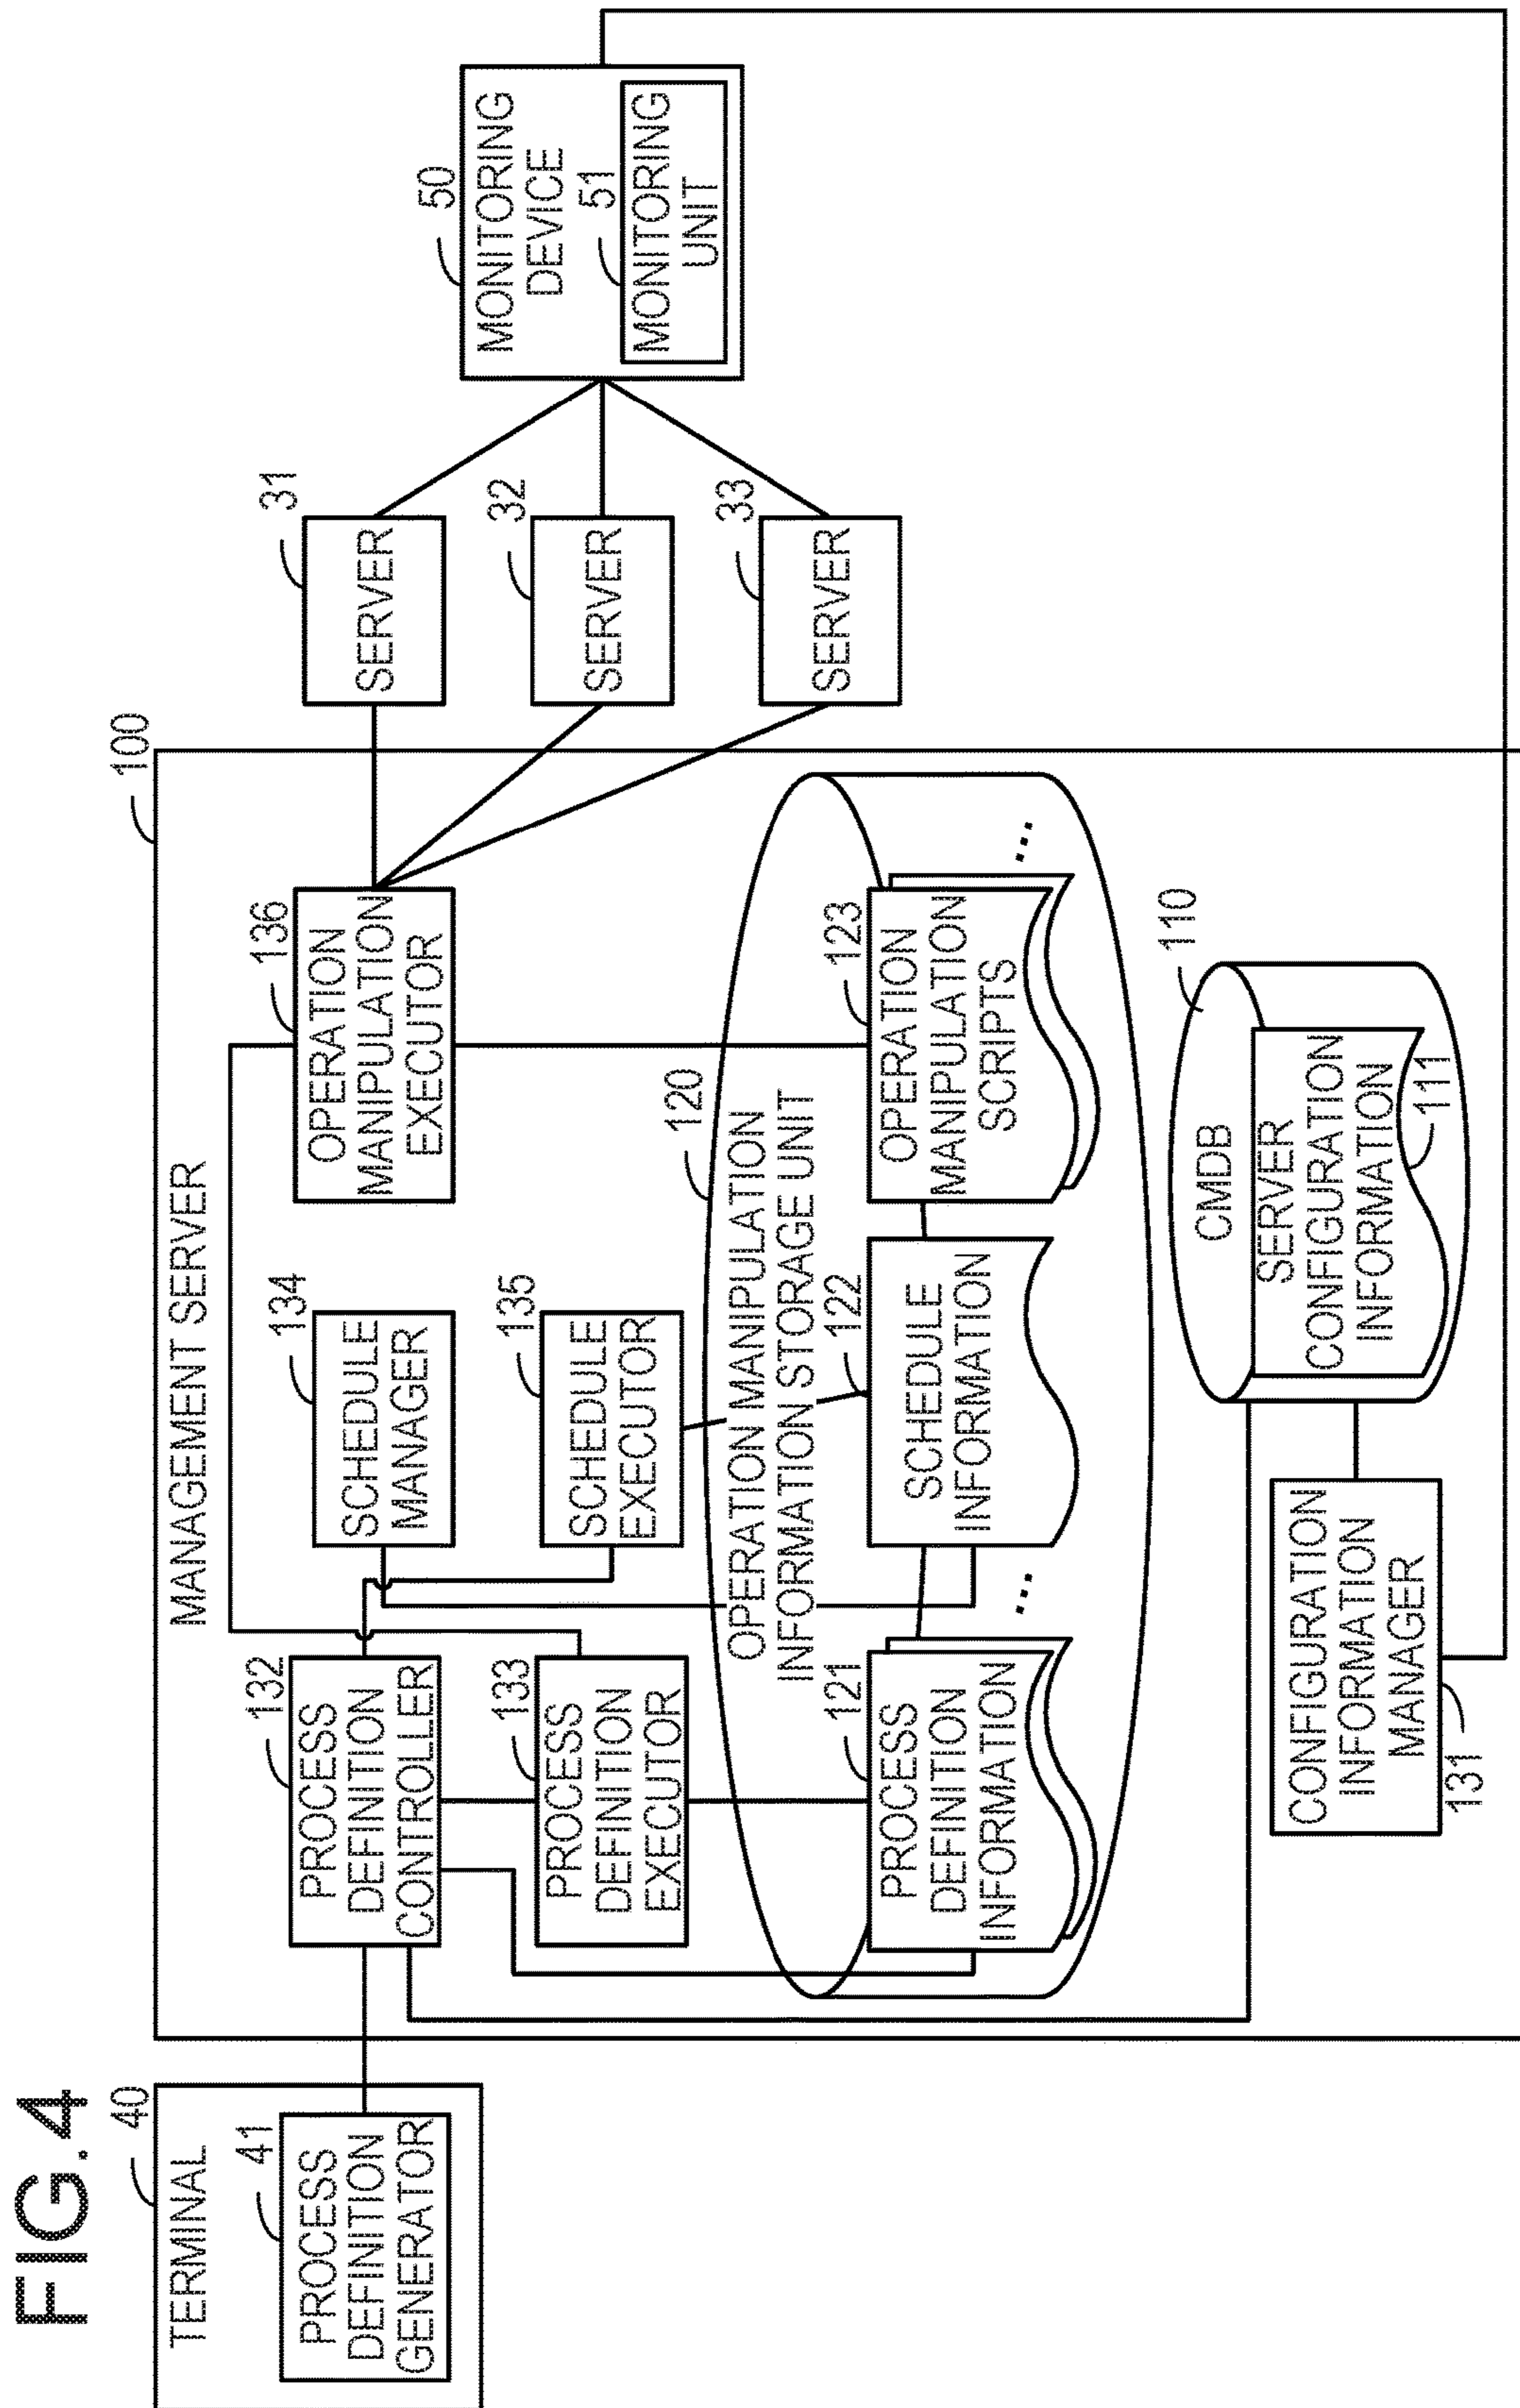 FIG.4
40
TERMINAL
41
PROCESS
DEFINITION
GENERATOR
100
MANAGEMENT SERVER
132
PROCESS
DEFINITION
CONTROLLER
133
PROCESS
DEFINITION
EXECUTOR
134
SCHEDULE
MANAGER
135
SCHEDULE
EXECUTOR
136
OPERATION
MANIPULATION
EXECUTOR
120
OPERATION MANIPULATION
INFORMATION STORAGE UNIT
121
PROCESS
DEFINITION
INFORMATION
...
122
SCHEDULE
INFORMATION
123
OPERATION
MANIPULATION
SCRIPTS
...
110
CMDB
SERVER
CONFIGURATION
INFORMATION
111
CONFIGURATION
INFORMATION
MANAGER
131
31
SERVER
32
SERVER
33
SERVER
50
MONITORING
DEVICE
51
MONITORING
UNIT